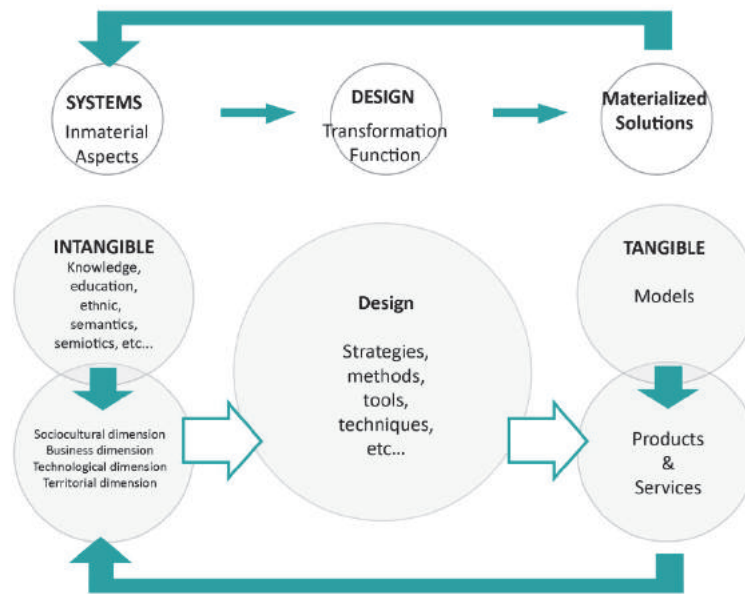 SYSTEMS
Inmaterial
Aspects
DESIGN
Transformation
Function
Materialized
Solutions
INTANGIBLE
Knowledge,
education,
ethnic,
semantics,
semiotics, etc...
Sociocultural dimension
Business dimension
Technological dimension
Territorial dimension
Design
Strategies,
methods,
tools,
techniques,
etc...
TANGIBLE
Models
Products
&
Services